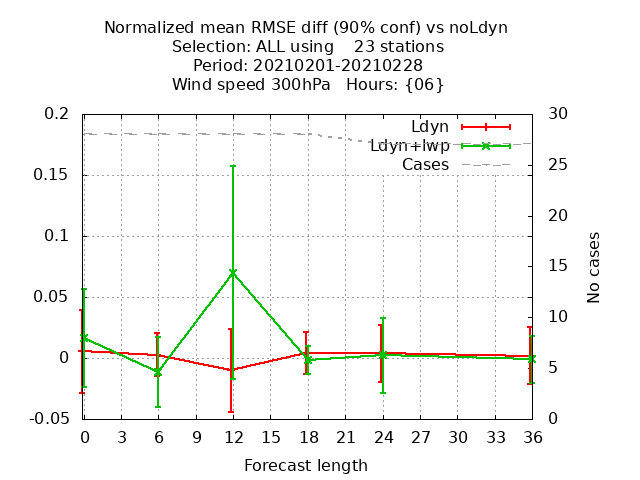 Normalized mean RMSE diff (90% conf) vs noLdyn
Selection: ALL using    23 stations
Period: 20210201-20210228
Wind speed 300hPa   Hours: {06}
0.2
0.15
0.1
0.05
0
-0.05
30
25
20
15
10
5
0
Ldyn
Ldyn+lwp
Cases
No cases
0 3 6 9 12 15 18 21 24 27 30 33 36
Forecast length